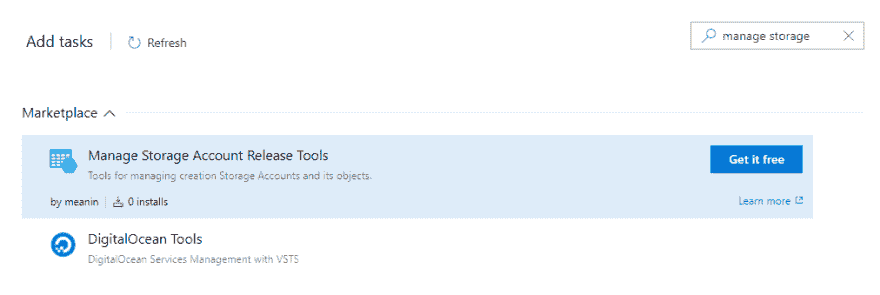 Add tasks
Refresh
manage storage
Marketplace
Manage Storage Account Release Tools
Get it free
Tools for managing creation Storage Accounts and its objects.
by meanin
0 installs
Learn more
DigitalOcean Tools
DigitalOcean Services Management with VSTS